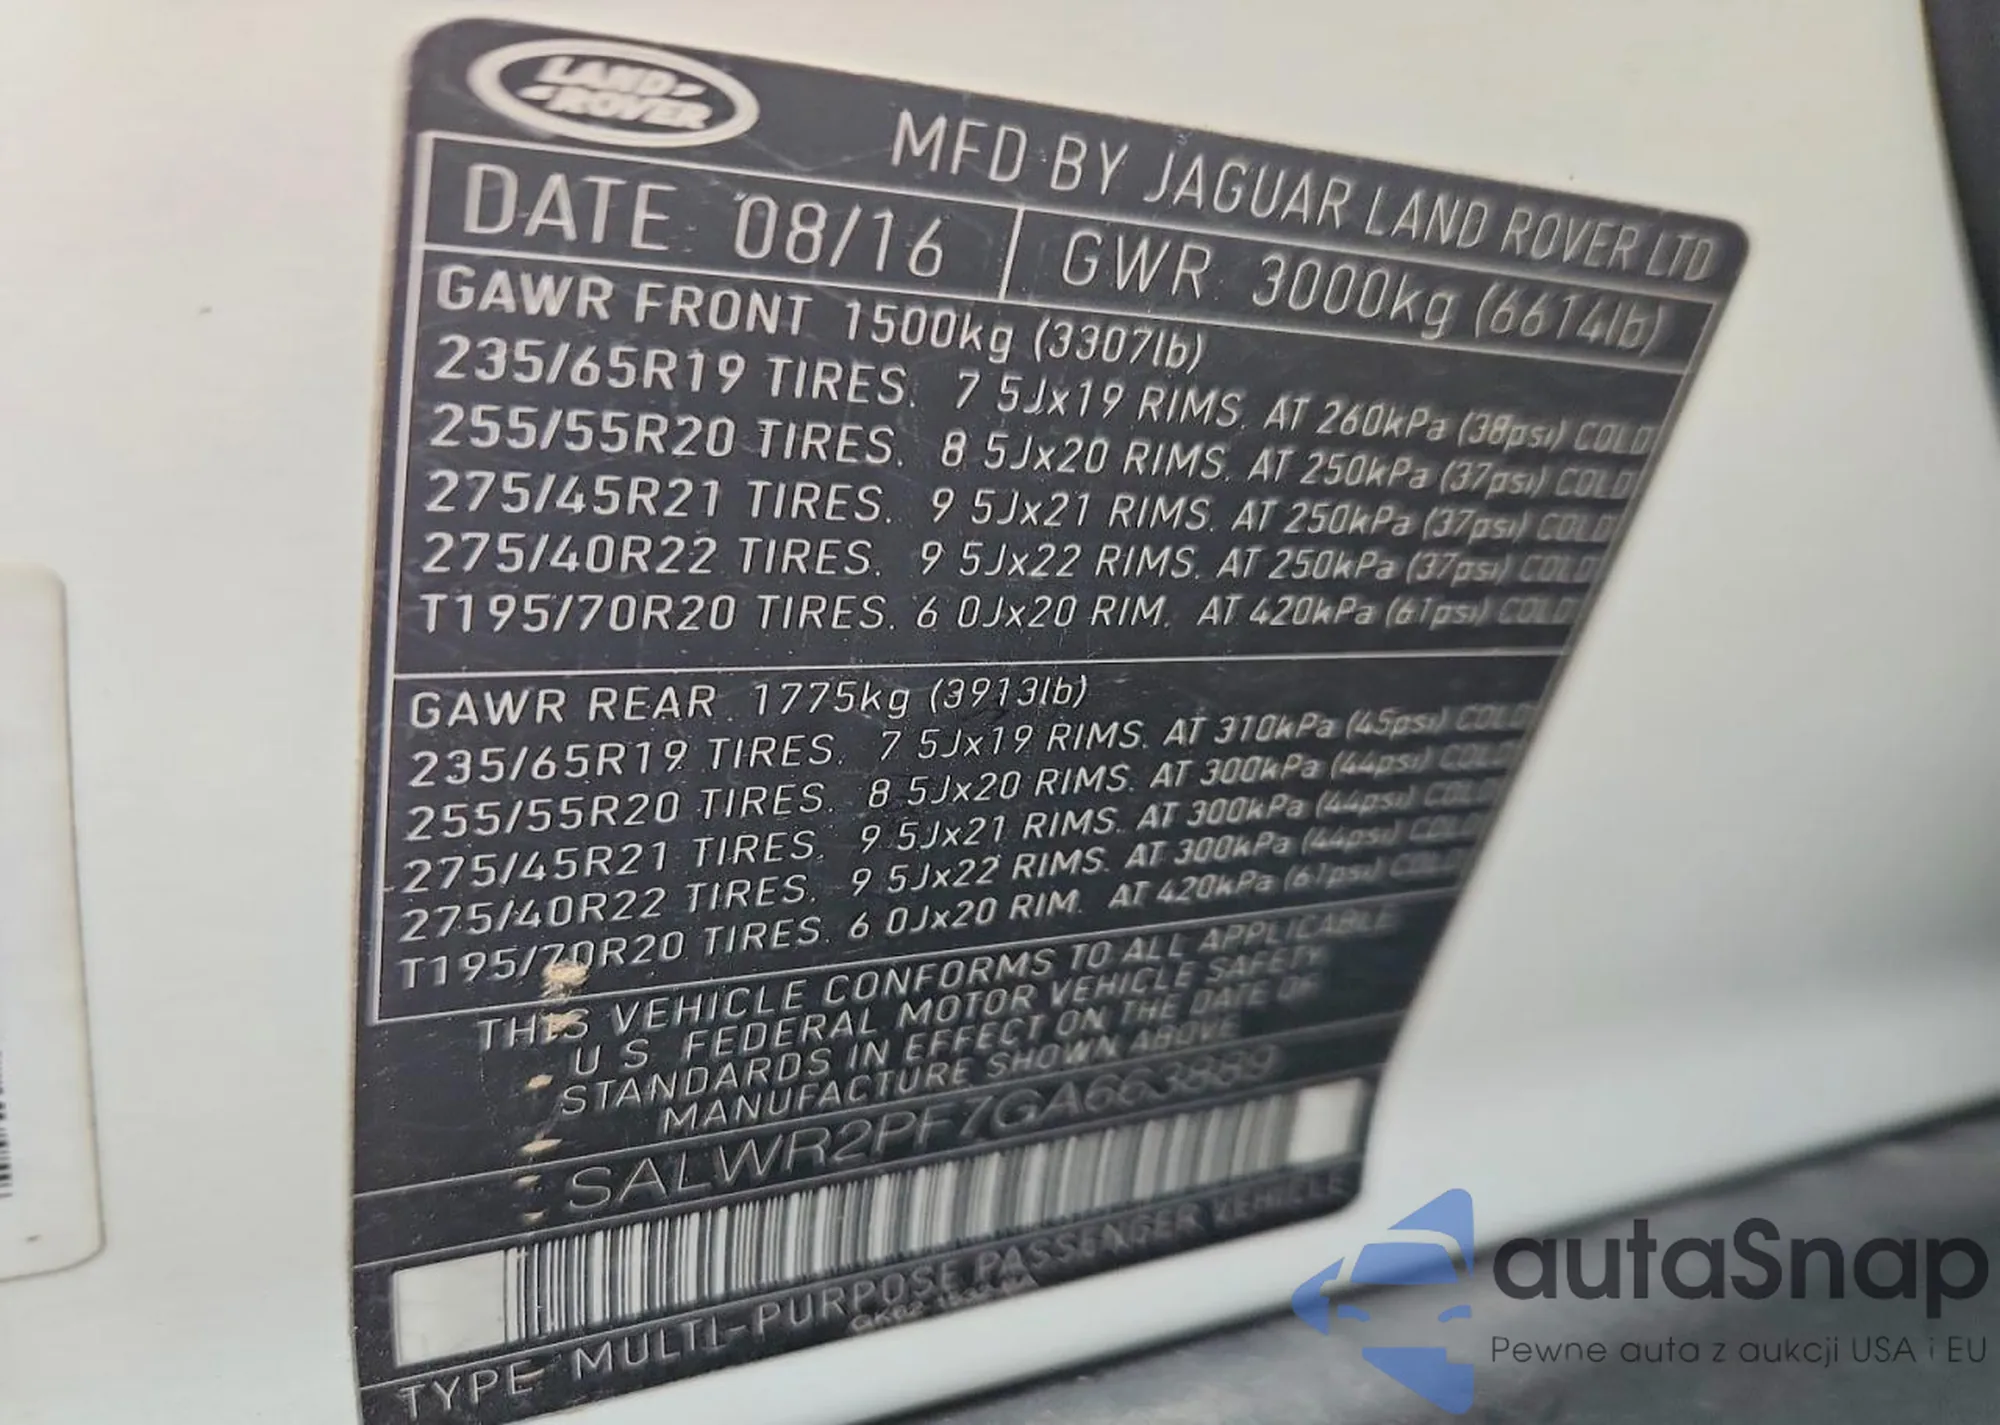 LAND
ROVER
MFD BY JAGUAR LAND ROVER LTD
DATE 08/16 GWR 3000kg (6614lb)
GAWR FRONT 1500kg (3307lb)
235/65R19 TIRES. 7 5Jx19 RIMS. AT 260kPa (38psi) COLD
255/55R20 TIRES. 8 5Jx20 RIMS. AT 250kPa (37psi) COLD
275/45R21 TIRES. 9 5Jx21 RIMS. AT 250kPa (37psi) COLD
275/40R22 TIRES. 9 5Jx22 RIMS. AT 250kPa (37psi) COLD
T195/70R20 TIRES. 6 0Jx20 RIM. AT 420kPa (61psi) COLD
GAWR REAR 1775kg (3913lb)
235/65R19 TIRES. 7 5Jx19 RIMS. AT 310kPa (45psi) COLD
255/55R20 TIRES. 8 5Jx20 RIMS. AT 300kPa (44psi) COLD
275/45R21 TIRES. 9 5Jx21 RIMS. AT 300kPa (44psi) COLD
275/40R22 TIRES. 9 5Jx22 RIMS. AT 300kPa (44psi) COLD
T195/70R20 TIRES. 6 0Jx20 RIM. AT 420kPa (61psi) COLD
THIS VEHICLE CONFORMS TO ALL APPLICABLE
U S FEDERAL MOTOR VEHICLE SAFETY
STANDARDS IN EFFECT ON THE DATE OF
MANUFACTURE SHOWN ABOVE
SALWR2PF7GA663889
TYPE MULTI-PURPOSE PASSENGER VEHICLE
autaSnap
Pewne auta z aukcji USA i EU